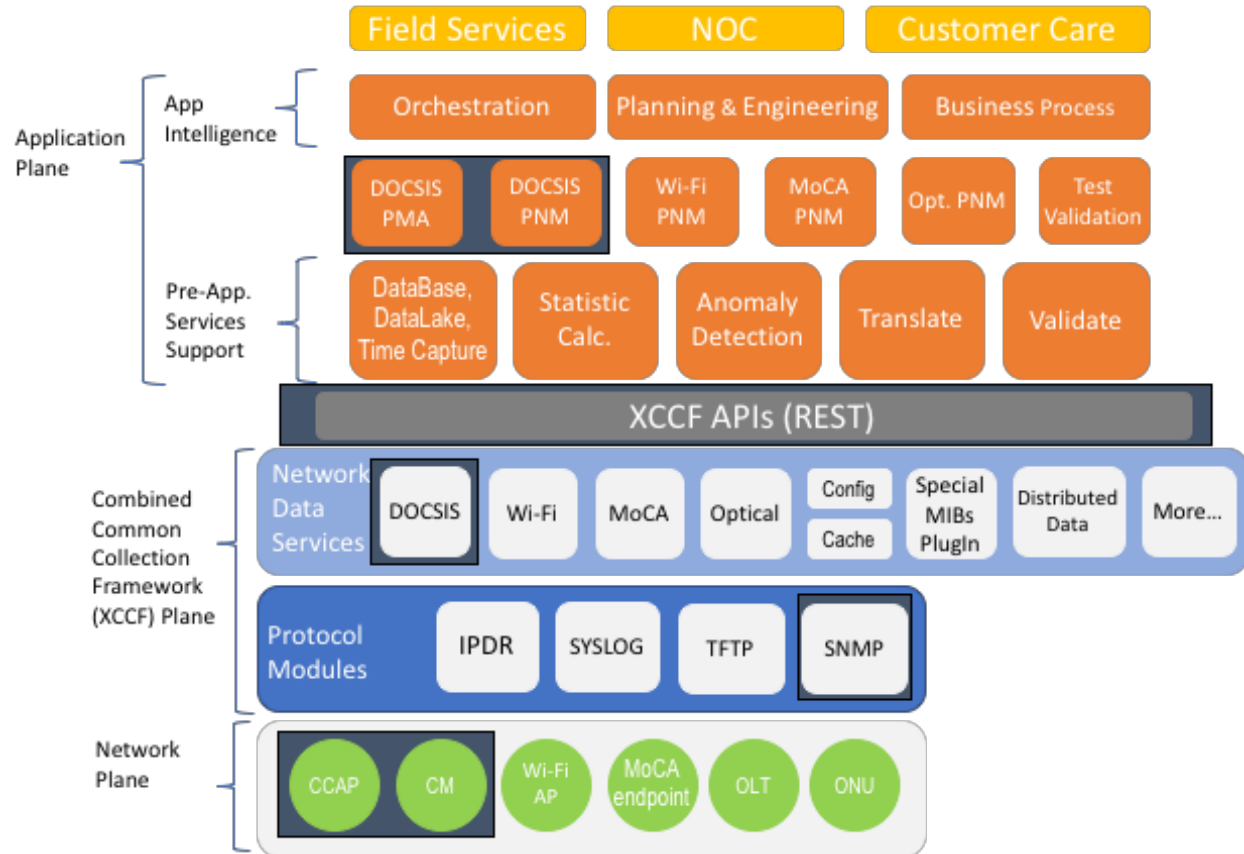 Field Services
NOC
Customer Care
Application
Plane
App
Intelligence
Orchestration
Planning & Engineering
Business Process
DOCSIS
PMA
DOCSIS
PNM
Wi-Fi
PNM
MoCA
PNM
Opt. PNM
Test
Validation
Pre-App.
Services
Support
DataBase,
DataLake,
Time Capture
Statistic
Calc.
Anomaly
Detection
Translate
Validate
XCCF APIs (REST)
Combined
Common
Collection
Framework
(XCCF) Plane
Network
Data
Services
DOCSIS
Wi-Fi
MoCA
Optical
Config
Cache
Special
MIBs
PlugIn
Distributed
Data
More...
Protocol
Modules
IPDR
SYSLOG
TFTP
SNMP
Network
Plane
CCAP
CM
Wi-Fi
AP
MoCA
endpoint
OLT
ONU